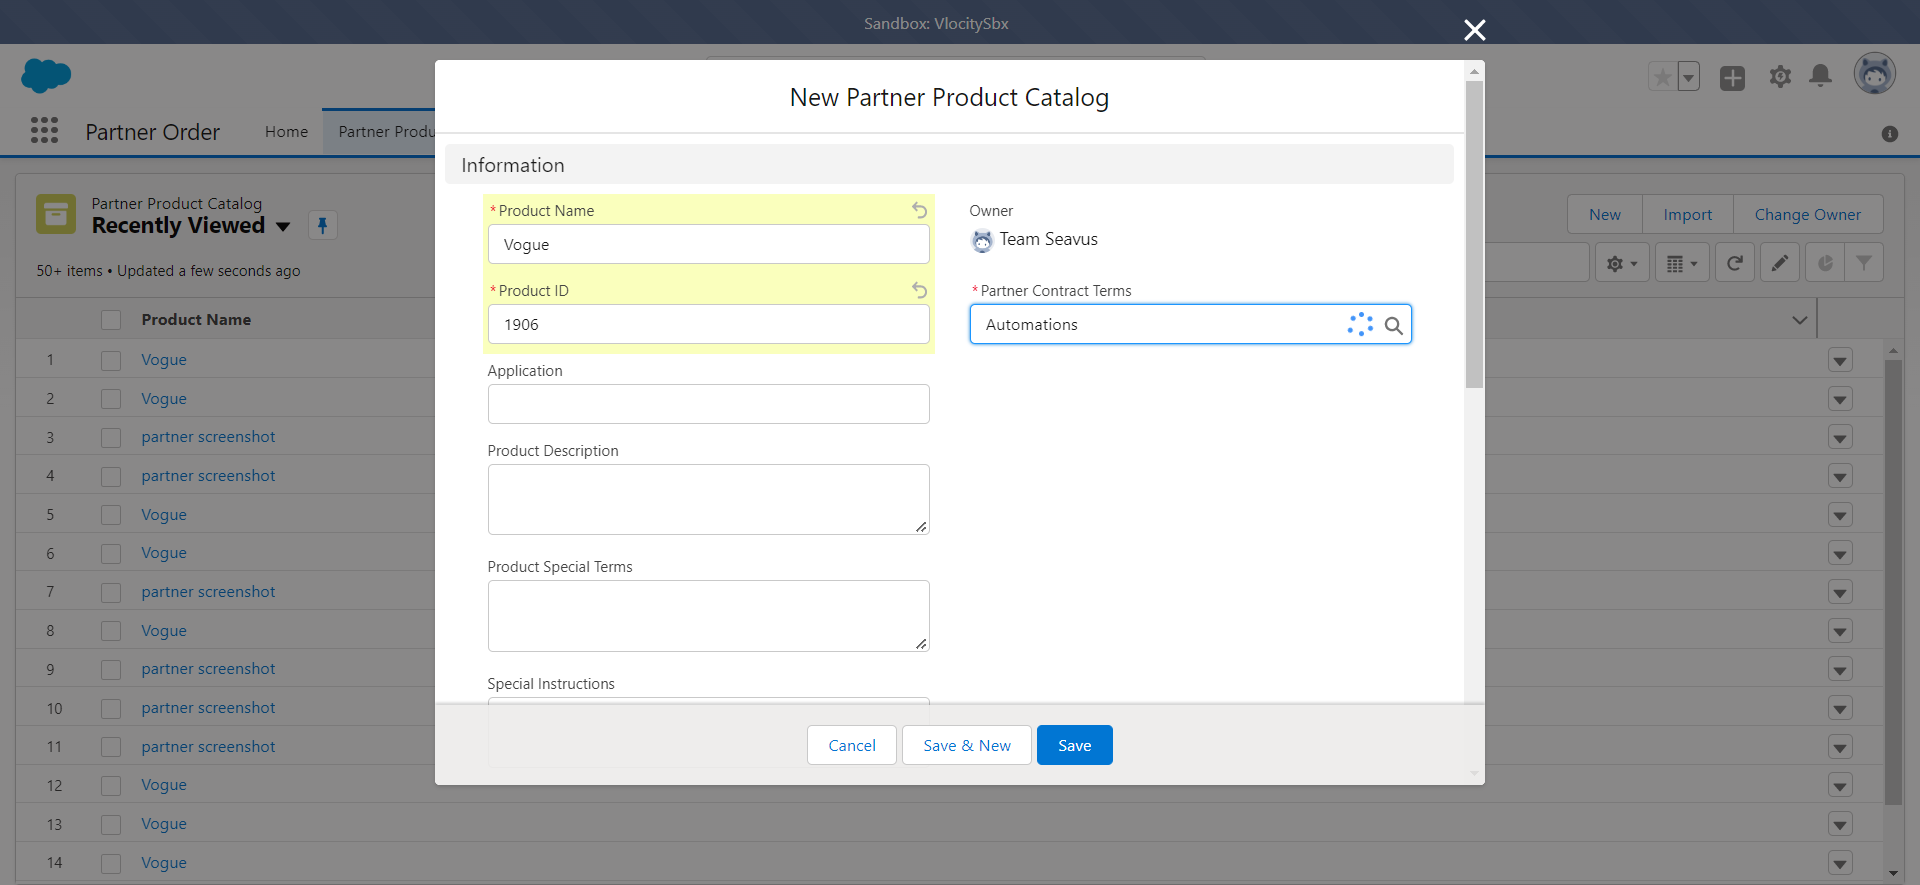 Sandbox: VlocitySbx
Partner Order
Home
Partner Produ
Partner Product Catalog
Recently Viewed
50+ items • Updated a few seconds ago
New
Import
Change Owner
Product Name
1 Vogue
2 Vogue
3 partner screenshot
4 partner screenshot
5 Vogue
6 Vogue
7 partner screenshot
8 Vogue
9 partner screenshot
10 partner screenshot
11 partner screenshot
12 Vogue
13 Vogue
14 Vogue
New Partner Product Catalog
Information
*Product Name
Vogue
Owner
Team Seavus
*Product ID
1906
*Partner Contract Terms
Automations
Application
Product Description
Product Special Terms
Special Instructions
Cancel
Save & New
Save